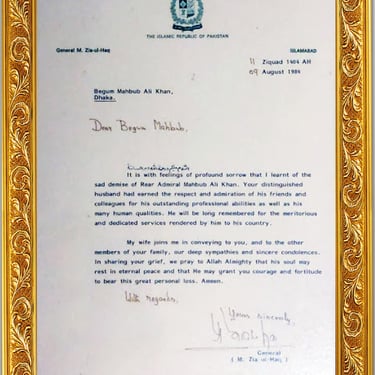 THE ISLAMIC REPUBLIC OF PAKISTAN
General M. Zia-ul-Haq
ISLAMABAD
11 Ziquad 1404 AH
09 August 1984
Begum Mahbub Ali Khan,
Dhaka.
Dear Begum Mahbub,
It is with feelings of profound sorrow that I learnt of the
sad demise of Rear Admiral Mahbub Ali Khan. Your distinguished
husband had earned the respect and admiration of his friends and
colleagues for his outstanding professional abilities as well as his
many human qualities. He will be long remembered for the meritorious
and dedicated services rendered by him to his country.
My wife joins me in conveying to you, and to the other
members of your family, our deep sympathies and sincere condolences.
In sharing your grief, we pray to Allah Almighty that his soul may
rest in eternal peace and that He may grant you courage and fortitude
to bear this great personal loss. Ameen.
With regards,
Yours sincerely,
General
( M. Zia ul-Haq )